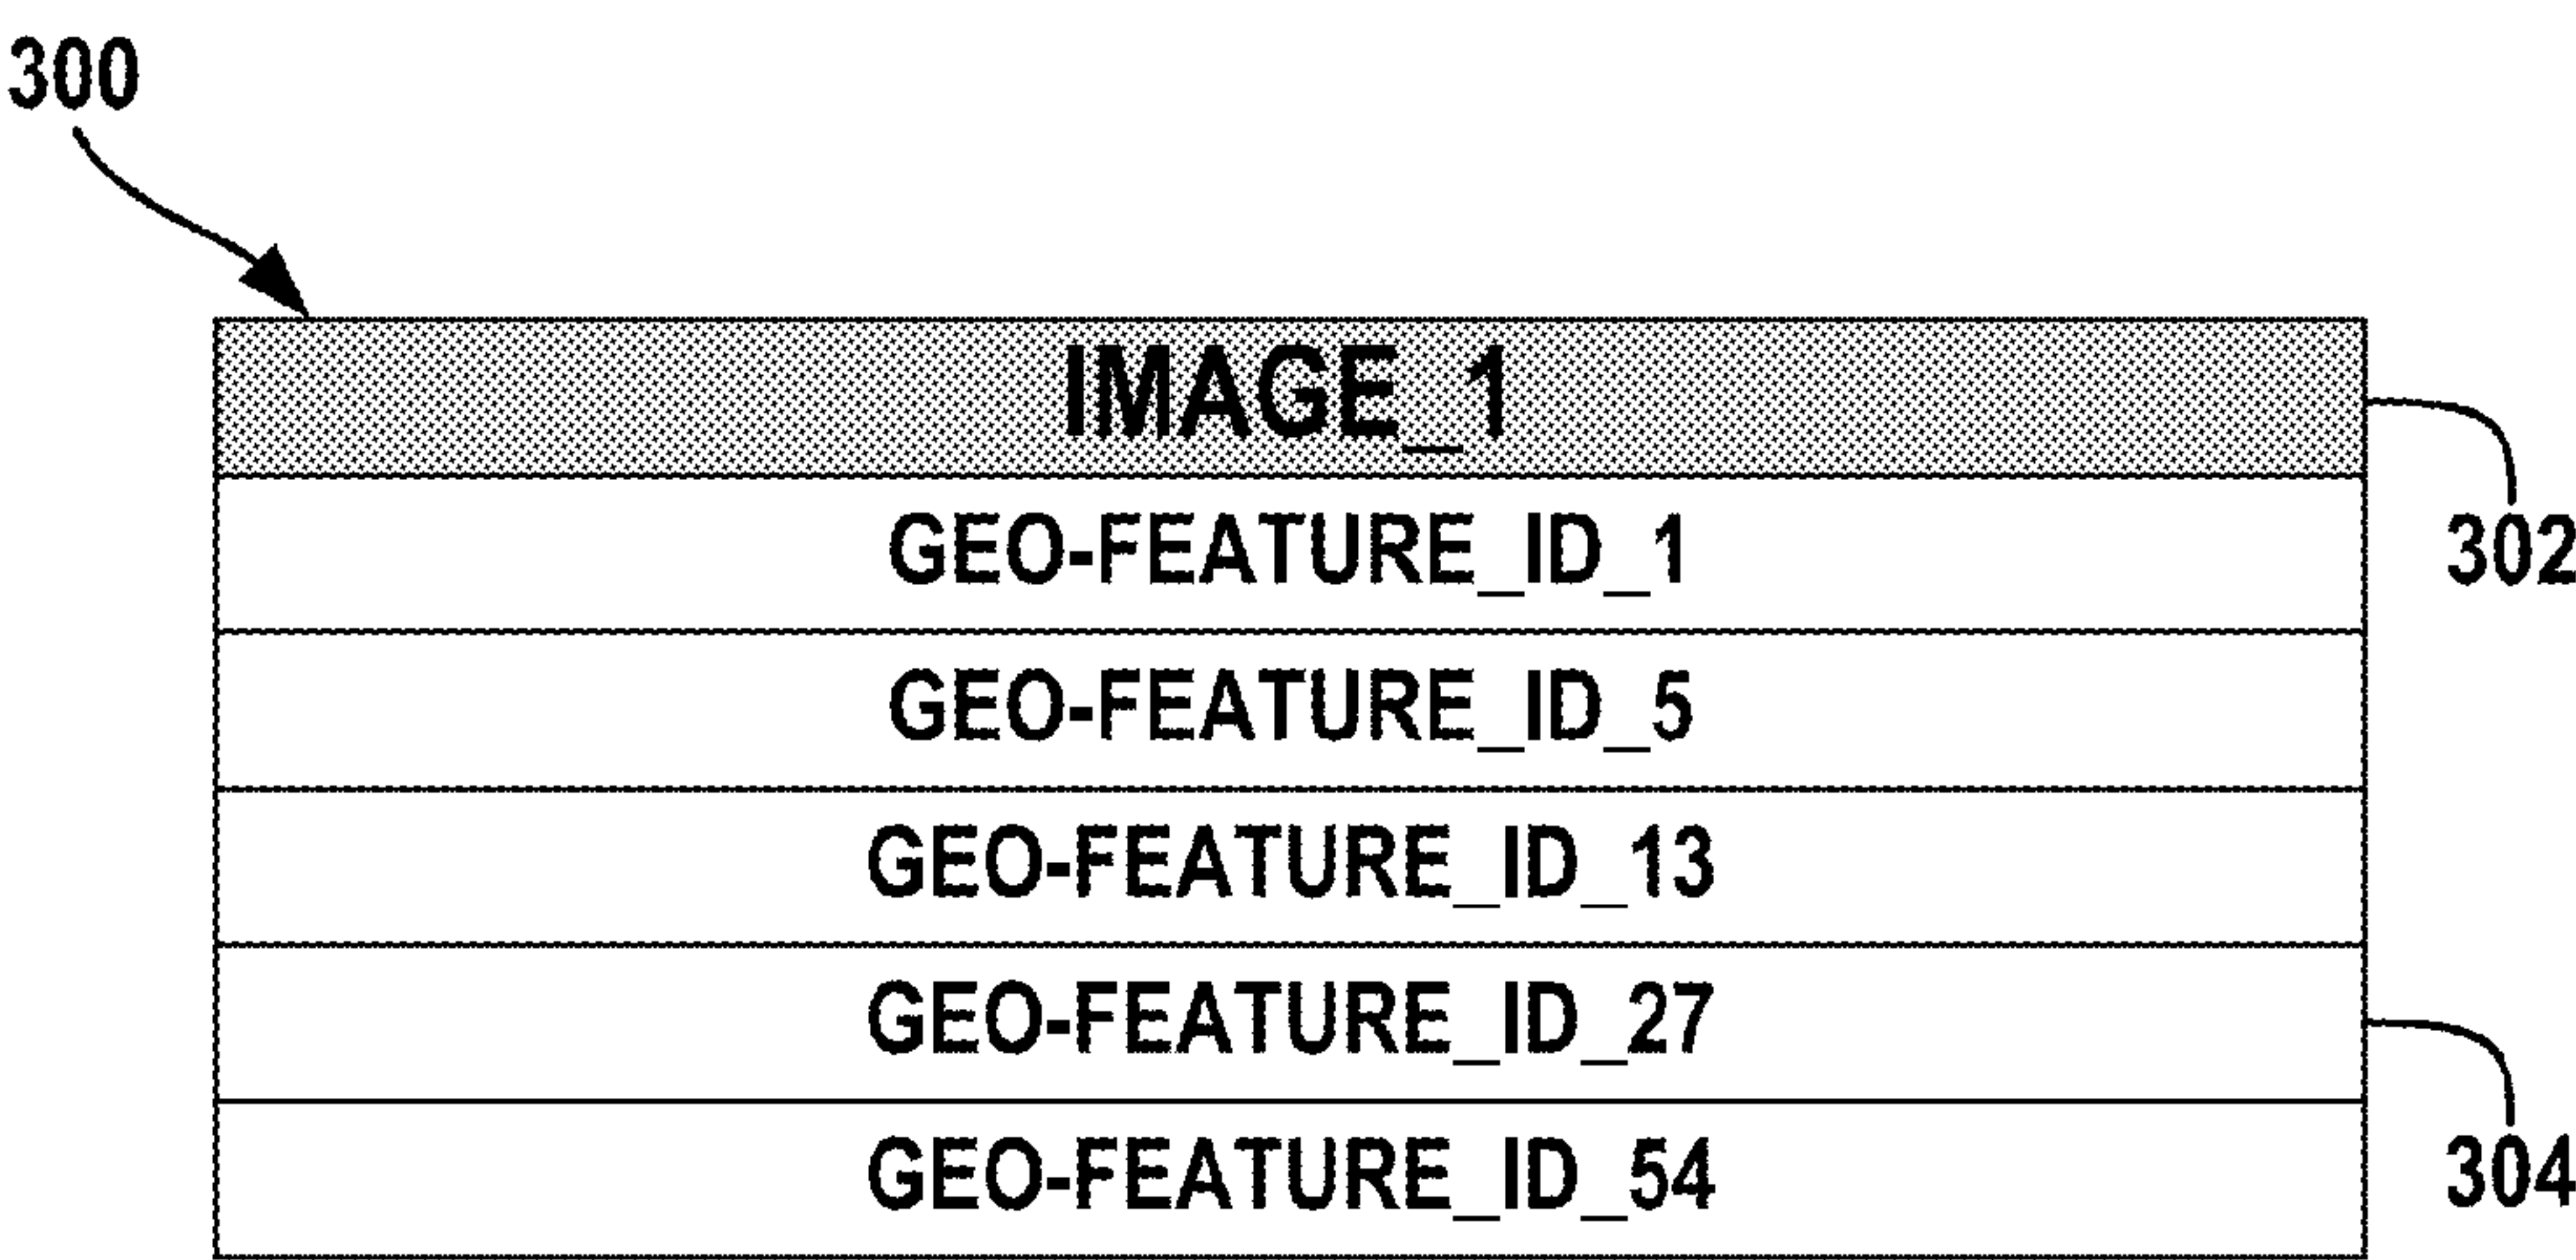 300
IMAGE_1
302
GEO-FEATURE_ID_1
GEO-FEATURE_ID_5
GEO-FEATURE_ID_13
GEO-FEATURE_ID_27
304
GEO-FEATURE_ID_54